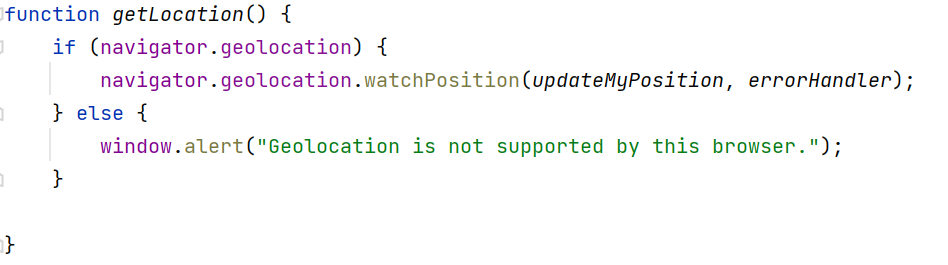 function getLocation() {
    if (navigator.geolocation) {
        navigator.geolocation.watchPosition(updateMyPosition, errorHandler);
    } else {
        window.alert("Geolocation is not supported by this browser.");
    }
}